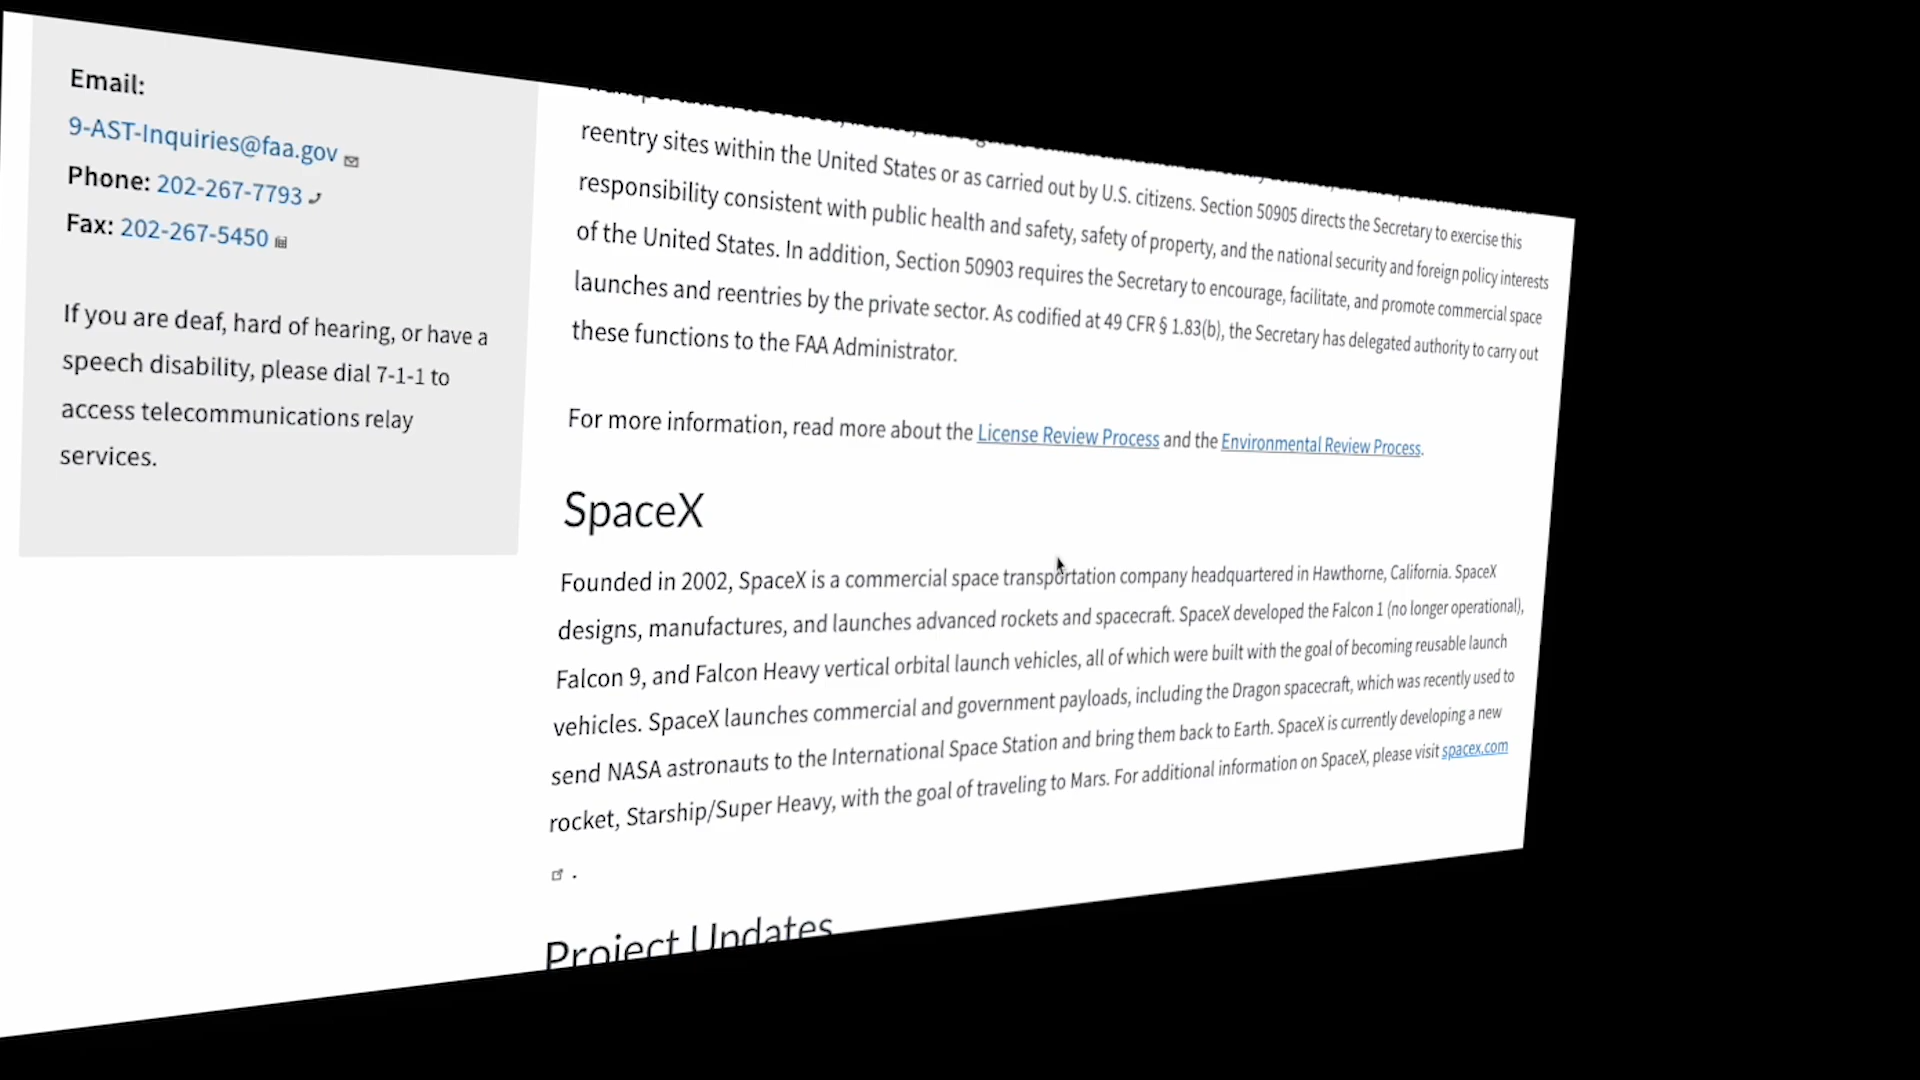 Email:
9-AST-Inquiries@faa.gov
Phone: 202-267-7793
Fax: 202-267-5450
If you are deaf, hard of hearing, or have a
speech disability, please dial 7-1-1 to
access telecommunications relay
services.
reentry sites within the United States or as carried out by U.S. citizens. Section 50905 directs the Secretary to exercise this
responsibility consistent with public health and safety, safety of property, and the national security and foreign policy interests
of the United States. In addition, Section 50903 requires the Secretary to encourage, facilitate, and promote commercial space
launches and reentries by the private sector. As codified at 49 CFR § 1.83(b), the Secretary has delegated authority to carry out
these functions to the FAA Administrator.
For more information, read more about the License Review Process and the Environmental Review Process.
SpaceX
Founded in 2002, SpaceX is a commercial space transportation company headquartered in Hawthorne, California. SpaceX
designs, manufactures, and launches advanced rockets and spacecraft. SpaceX developed the Falcon 1 (no longer operational),
Falcon 9, and Falcon Heavy vertical orbital launch vehicles, all of which were built with the goal of becoming reusable launch
vehicles. SpaceX launches commercial and government payloads, including the Dragon spacecraft, which was recently used to
send NASA astronauts to the International Space Station and bring them back to Earth. SpaceX is currently developing a new
rocket, Starship/Super Heavy, with the goal of traveling to Mars. For additional information on SpaceX, please visit spacex.com
.
Project Updates